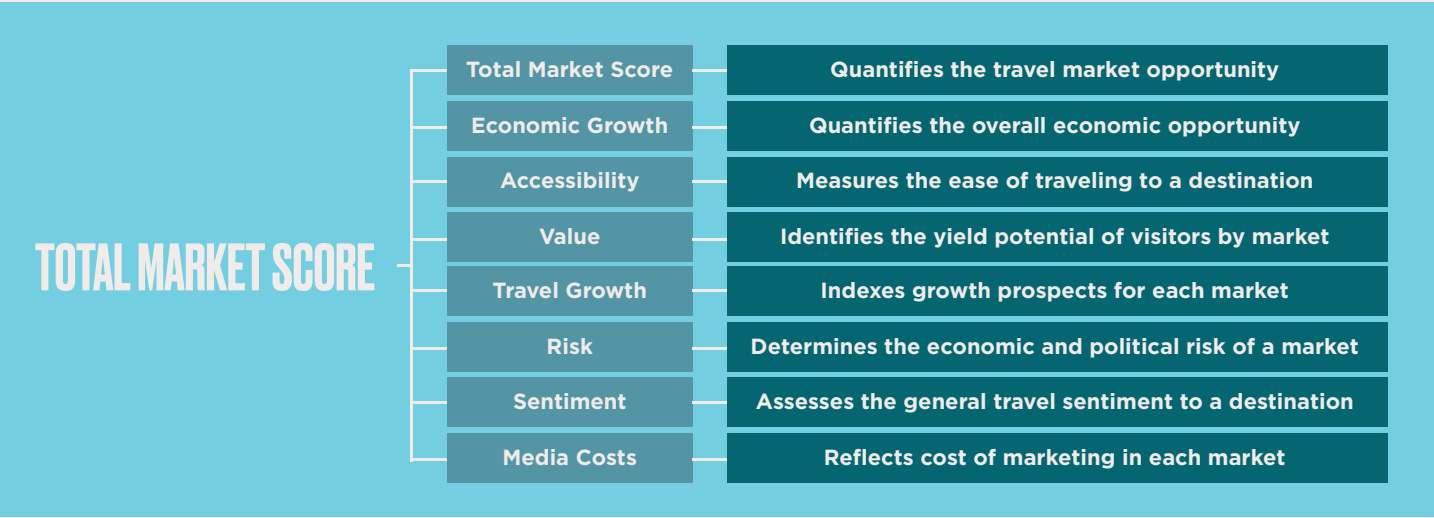 TOTAL MARKET SCORE
Total Market Score
Quantifies the travel market opportunity
Economic Growth
Quantifies the overall economic opportunity
Accessibility
Measures the ease of traveling to a destination
Value
Identifies the yield potential of visitors by market
Travel Growth
Indexes growth prospects for each market
Risk
Determines the economic and political risk of a market
Sentiment
Assesses the general travel sentiment to a destination
Media Costs
Reflects cost of marketing in each market